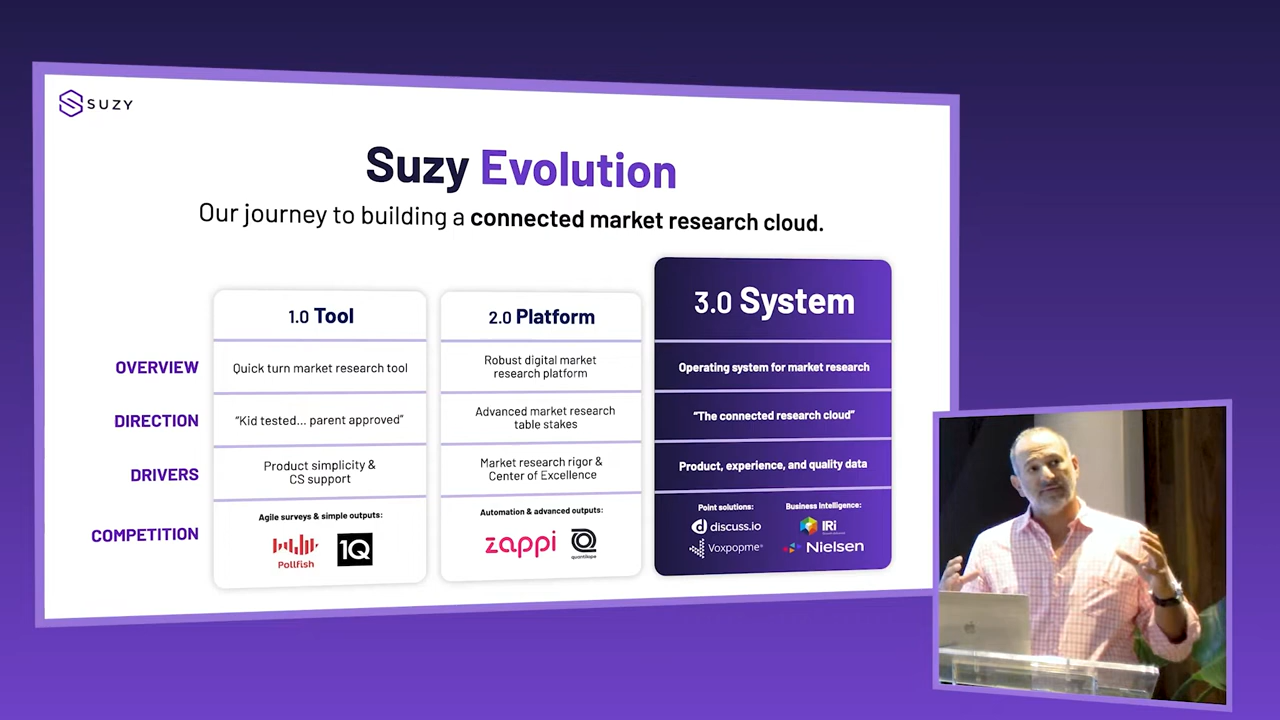 SUZY
Suzy Evolution
Our journey to building a connected market research cloud.
1.0 Tool
2.0 Platform
3.0 System
OVERVIEW
Quick turn market research tool
Robust digital market
research platform
Operating system for market research
DIRECTION
“Kid tested... parent approved”
Advanced market research
table stakes
“The connected research cloud”
DRIVERS
Product simplicity &
CS support
Market research rigor &
Center of Excellence
Product, experience, and quality data
COMPETITION
Agile surveys & simple outputs:
Pollfish
1Q
Automation & advanced outputs:
zappi
quantilope
Point solutions:
discuss.io
Voxpopme
Business Intelligence:
IRi
Nielsen